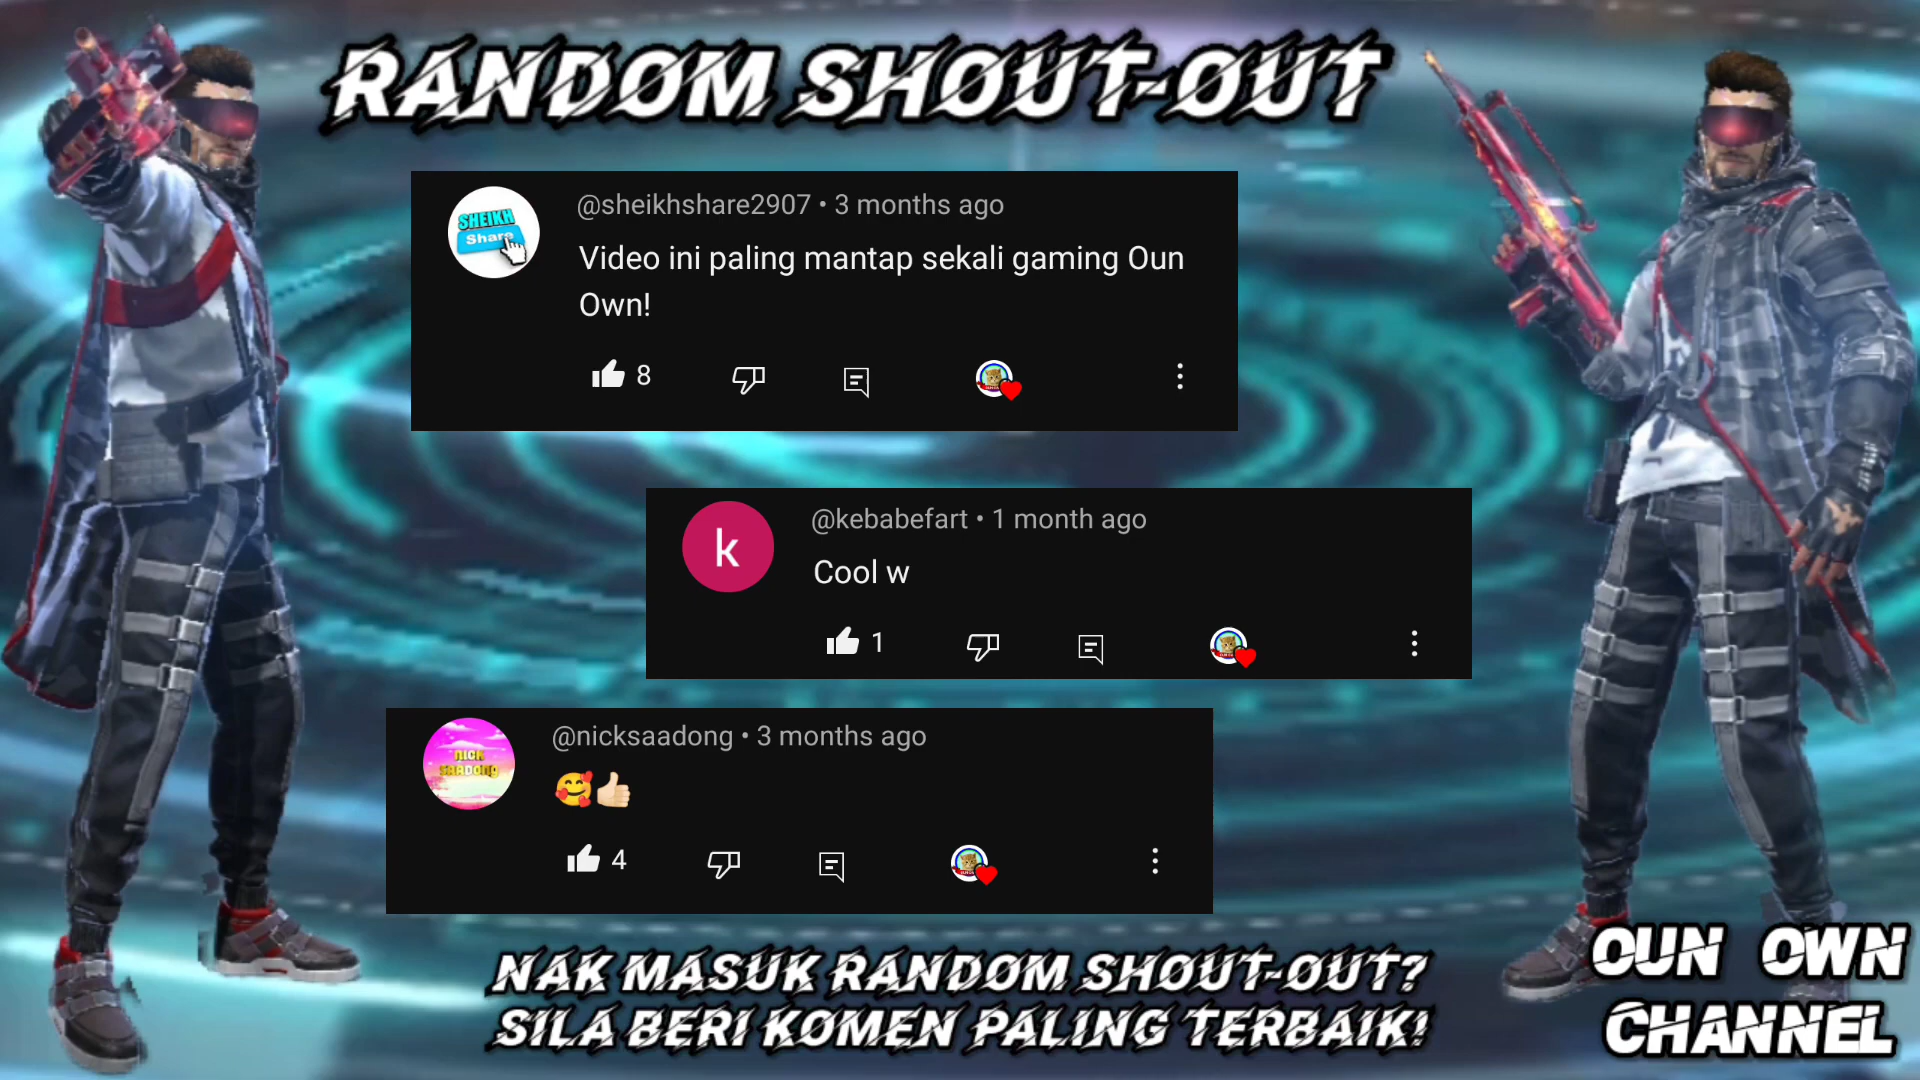 RANDOM SHOUT-OUT
SHEIKH
Share
@sheikhshare2907 • 3 months ago
Video ini paling mantap sekali gaming Oun
Own!
8
k
@kebabefart • 1 month ago
Cool w
1
NICK
SAADONG
@nicksaadong • 3 months ago
🥰👍🏻
4
NAK MASUK RANDOM SHOUT-OUT?
SILA BERI KOMEN PALING TERBAIK!
OUN OWN
CHANNEL